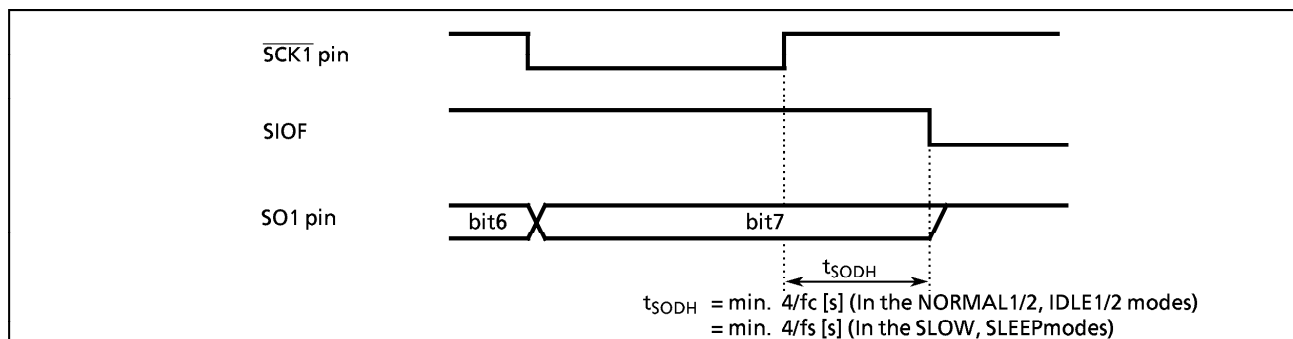 SCK1 pin
SIOF
SO1 pin
bit6
bit7
tSODH
tSODH = min. 4/fc [s] (In the NORMAL1/2, IDLE1/2 modes)
= min. 4/fs [s] (In the SLOW, SLEEPmodes)